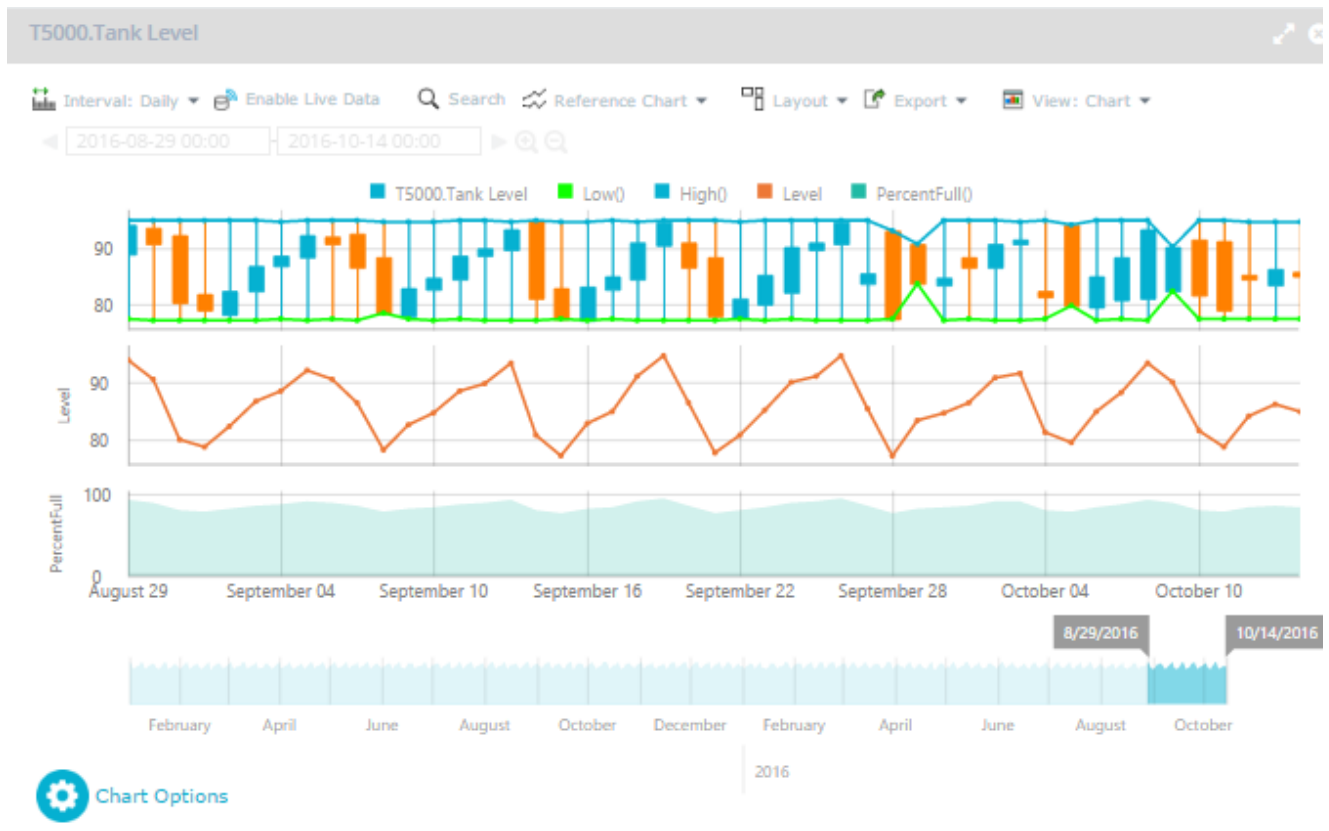 T5000.Tank Level
Interval: Daily Enable Live Data Search Reference Chart Layout Export View: Chart
2016-08-29 00:00 - 2016-10-14 00:00
T5000.Tank Level Low() High() Level PercentFull()
90
80
Level
90
80
PercentFull
100
0
August 29 September 04 September 10 September 16 September 22 September 28 October 04 October 10
8/29/2016 10/14/2016
February April June August October December February April June August October
2016
Chart Options